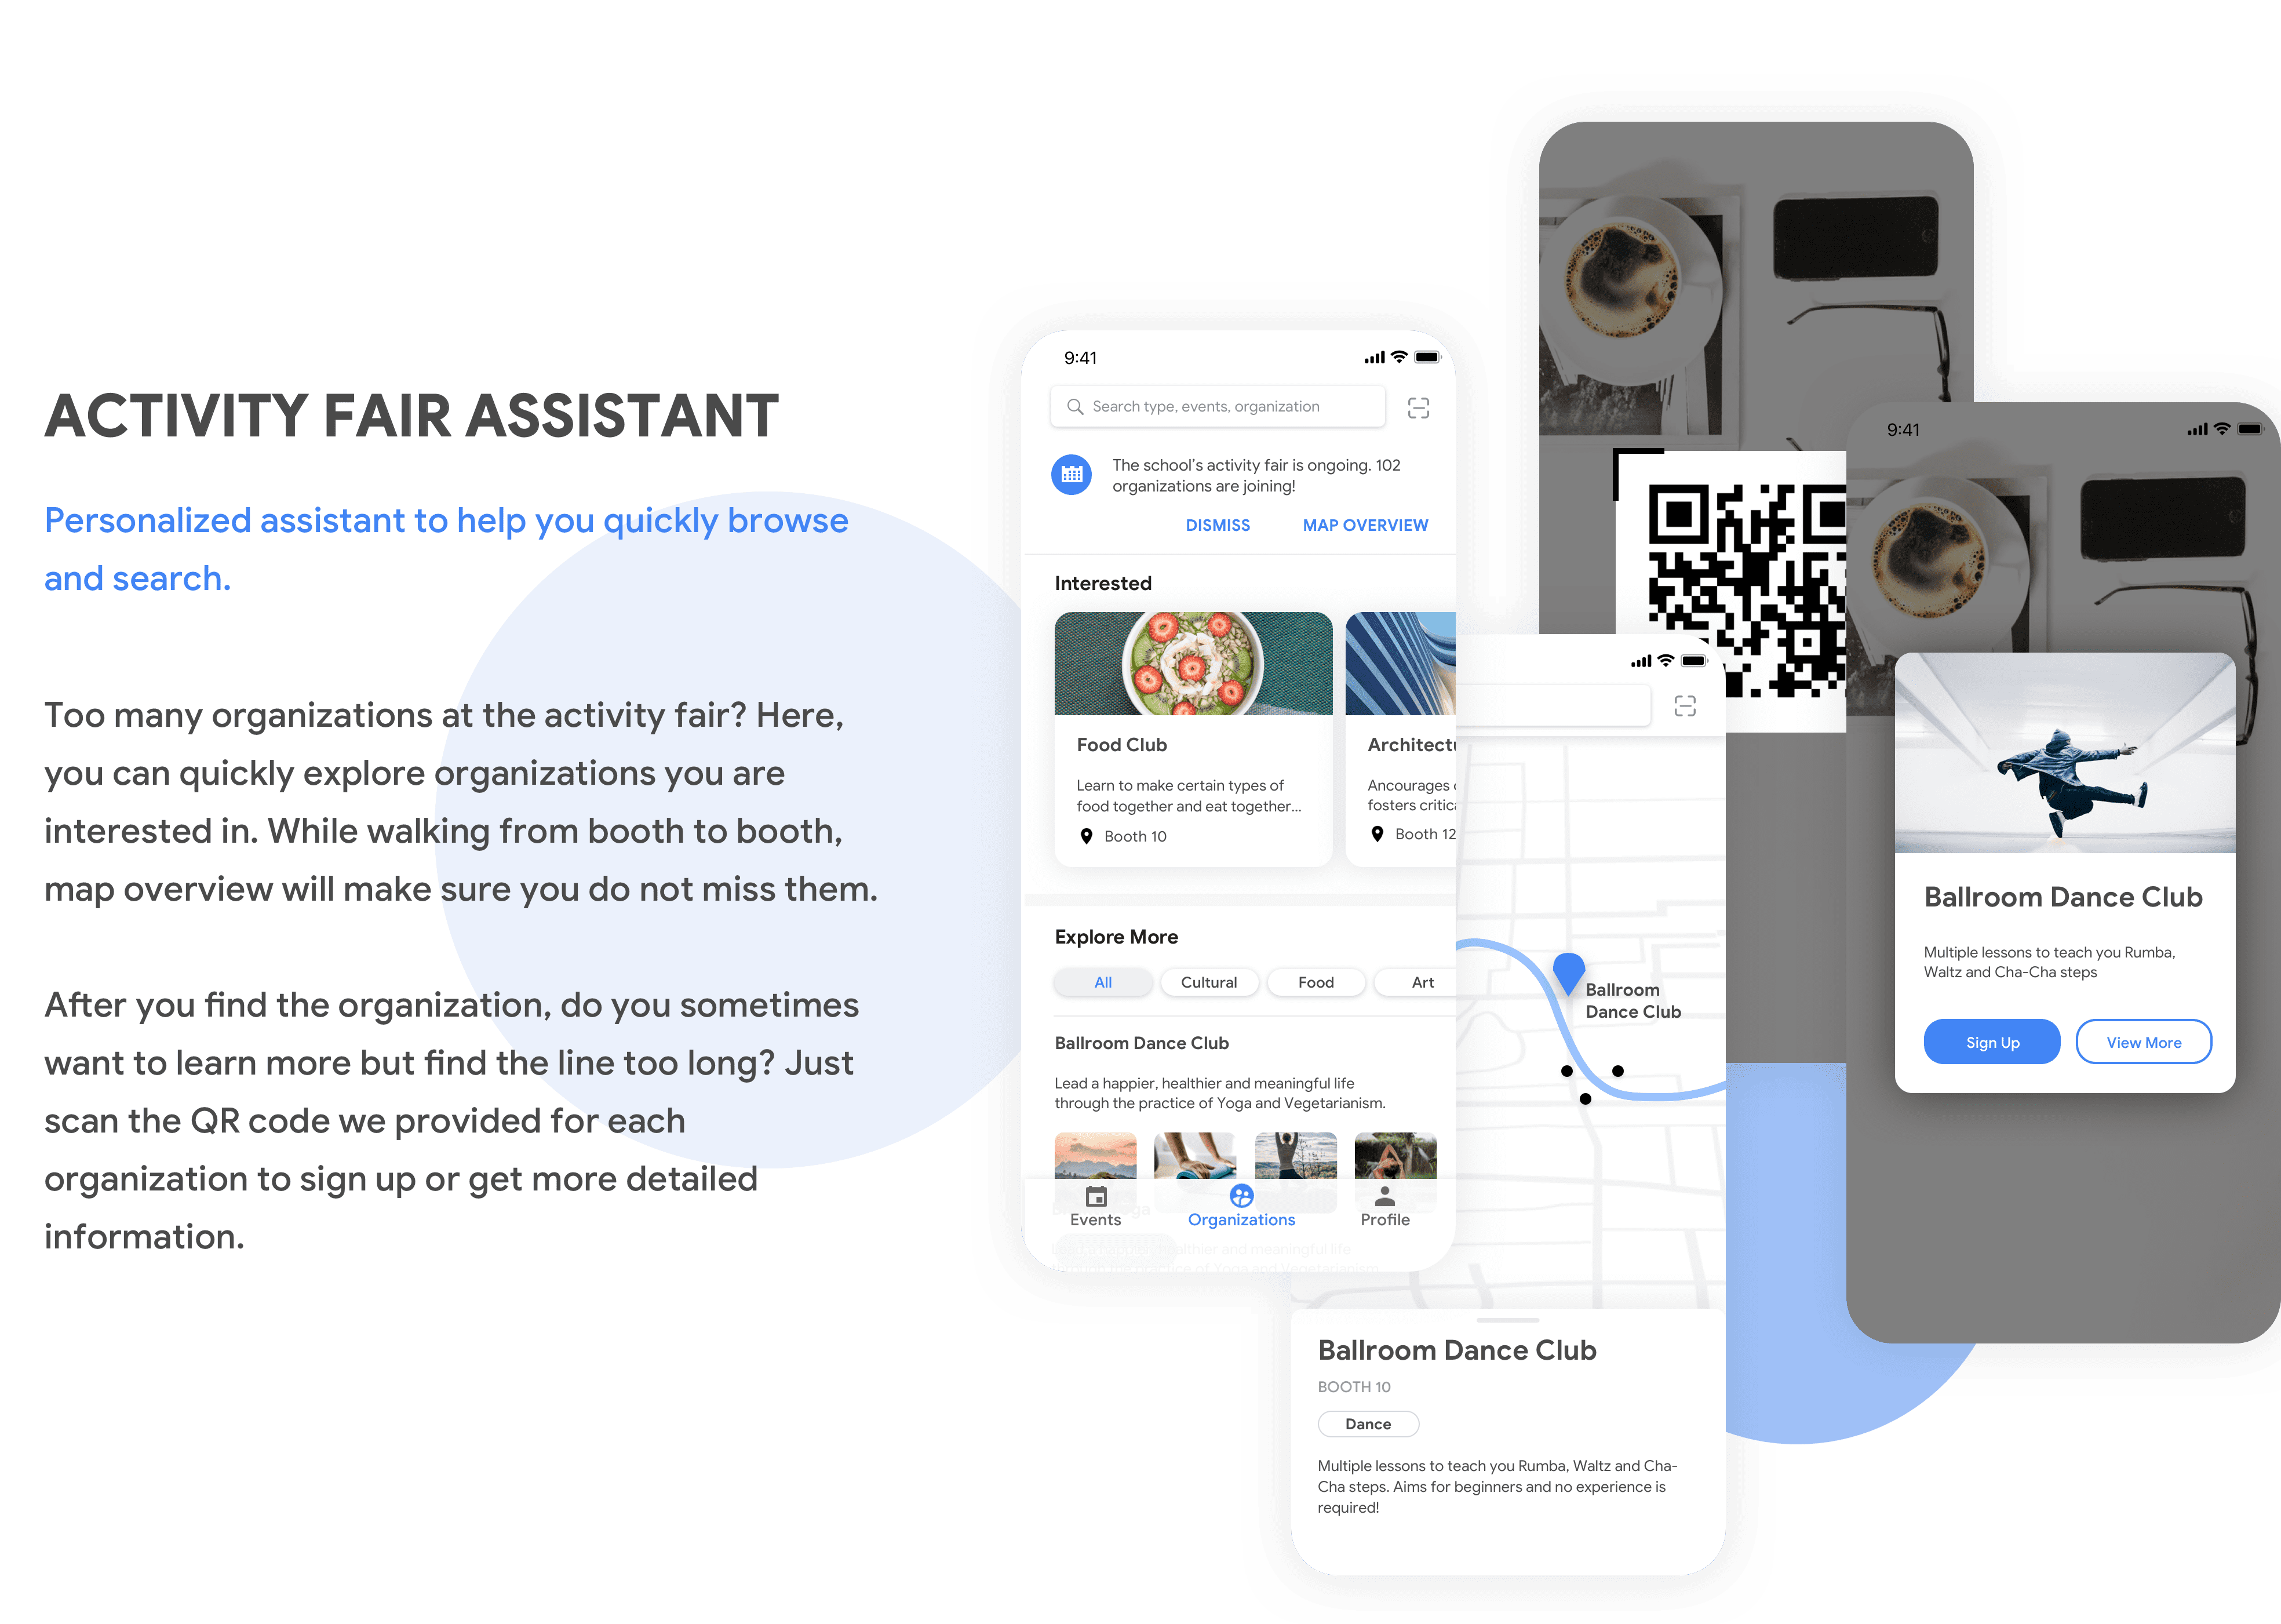 ACTIVITY FAIR ASSISTANT
Personalized assistant to help you quickly browse
and search.
Too many organizations at the activity fair? Here,
you can quickly explore organizations you are
interested in. While walking from booth to booth,
map overview will make sure you do not miss them.
After you find the organization, do you sometimes
want to learn more but find the line too long? Just
scan the QR code we provided for each
organization to sign up or get more detailed
information.
9:41
Search type, events, organization
The school's activity fair is ongoing. 102
organizations are joining!
DISMISS MAP OVERVIEW
Interested
Food Club
Learn to make certain types of
food together and eat together...
Booth 10
Architectu
Ancourages
fosters critic
Booth 12
Explore More
All Cultural Food Art
Ballroom Dance Club
Lead a happier, healthier and meaningful life
through the practice of Yoga and Vegetarianism.
Events Organizations Profile
althier and meaningful life
Ballroom
Dance Club
Ballroom Dance Club
BOOTH 10
Dance
Multiple lessons to teach you Rumba, Waltz and Cha-
Cha steps. Aims for beginners and no experience is
required!
9:41
Ballroom Dance Club
Multiple lessons to teach you Rumba,
Waltz and Cha-Cha steps
Sign Up View More